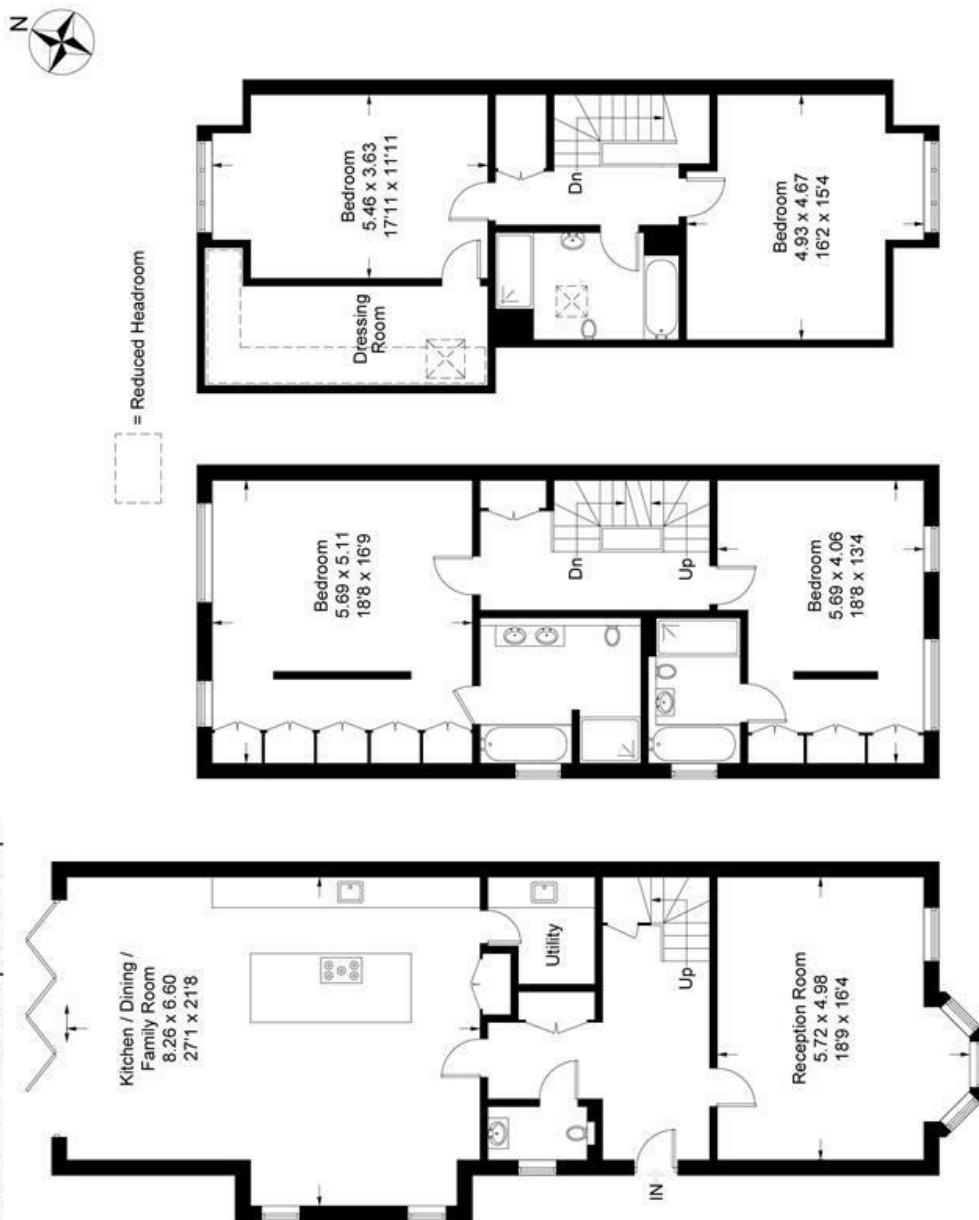 N
= Reduced Headroom
Bedroom
5.46 x 3.63
17'11 x 11'11
Dressing
Room
Dn
Bedroom
4.93 x 4.67
16'2 x 15'4
Bedroom
5.69 x 5.11
18'8 x 16'9
Dn
Up
Bedroom
5.69 x 4.06
18'8 x 13'4
Kitchen / Dining /
Family Room
8.26 x 6.60
27'1 x 21'8
Utility
Up
IN
Reception Room
5.72 x 4.98
18'9 x 16'4